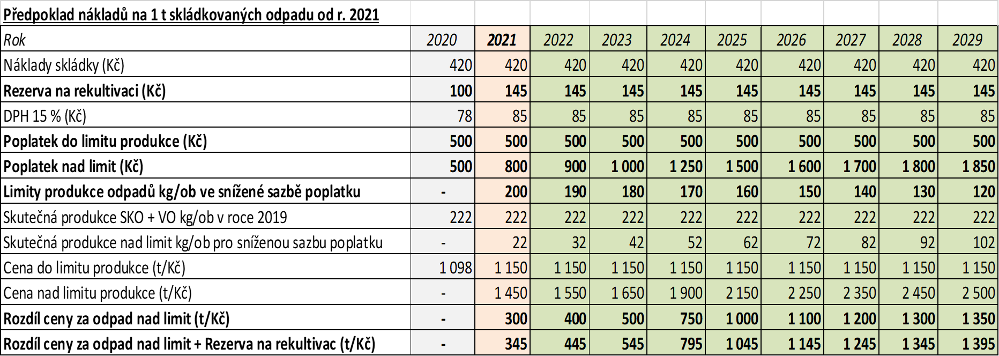 Předpoklad nákladů na 1 t skládkovaných odpadu od r. 2021
Rok 2020 2021 2022 2023 2024 2025 2026 2027 2028 2029
Náklady skládky (Kč) 420 420 420 420 420 420 420 420 420 420
Rezerva na rekultivaci (Kč) 100 145 145 145 145 145 145 145 145 145
DPH 15 % (Kč) 78 85 85 85 85 85 85 85 85 85
Poplatek do limitu produkce (Kč) 500 500 500 500 500 500 500 500 500 500
Poplatek nad limit (Kč) 500 800 900 1 000 1 250 1 500 1 600 1 700 1 800 1 850
Limity produkce odpadů kg/ob ve snížené sazbě poplatku - 200 190 180 170 160 150 140 130 120
Skutečná produkce SKO + VO kg/ob v roce 2019 222 222 222 222 222 222 222 222 222 222
Skutečná produkce nad limit kg/ob pro sníženou sazbu poplatku - 22 32 42 52 62 72 82 92 102
Cena do limitu produkce (t/Kč) 1 098 1 150 1 150 1 150 1 150 1 150 1 150 1 150 1 150 1 150
Cena nad limitu produkce (t/Kč) - 1 450 1 550 1 650 1 900 2 150 2 250 2 350 2 450 2 500
Rozdíl ceny za odpad nad limit (t/Kč) - 300 400 500 750 1 000 1 100 1 200 1 300 1 350
Rozdíl ceny za odpad nad limit + Rezerva na rekultivac (t/Kč) - 345 445 545 795 1 045 1 145 1 245 1 345 1 395